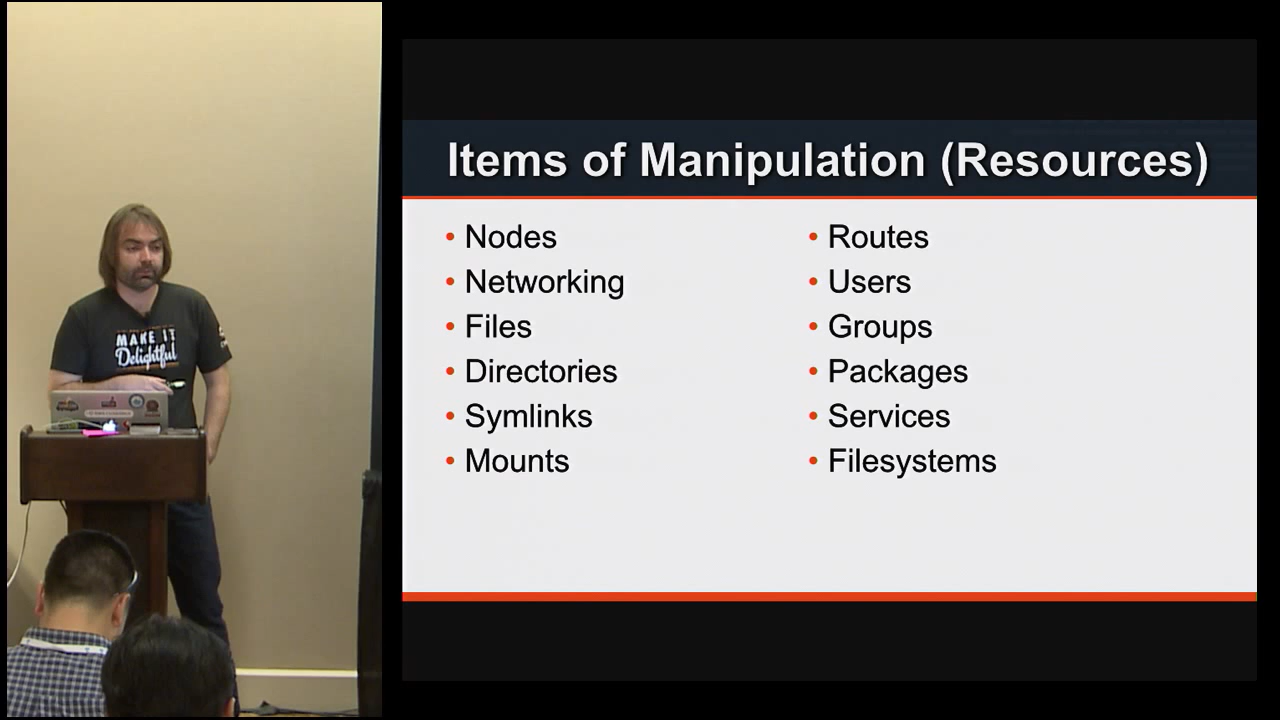 MAKE IT
Delightful
Items of Manipulation (Resources)
• Nodes
• Networking
• Files
• Directories
• Symlinks
• Mounts
• Routes
• Users
• Groups
• Packages
• Services
• Filesystems